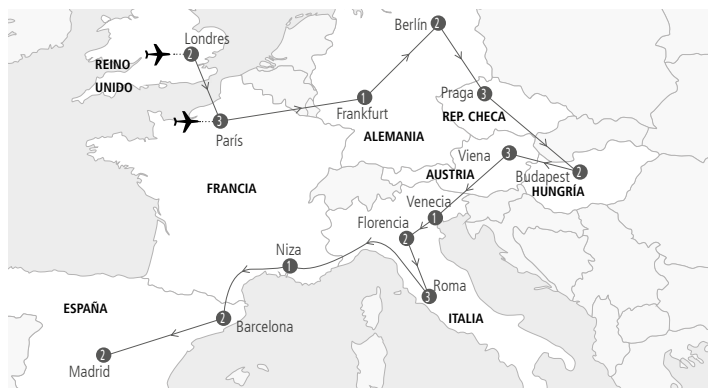 Londres
2
REINO
UNIDO
Berlín
2
París
3
Frankfurt
1
ALEMANIA
Praga
3
REP. CHECA
Viena
3
AUSTRIA
Budapest
2
HUNGRÍA
FRANCIA
Venecia
1
Florencia
2
Niza
1
Roma
3
ITALIA
ESPAÑA
Barcelona
2
Madrid
2